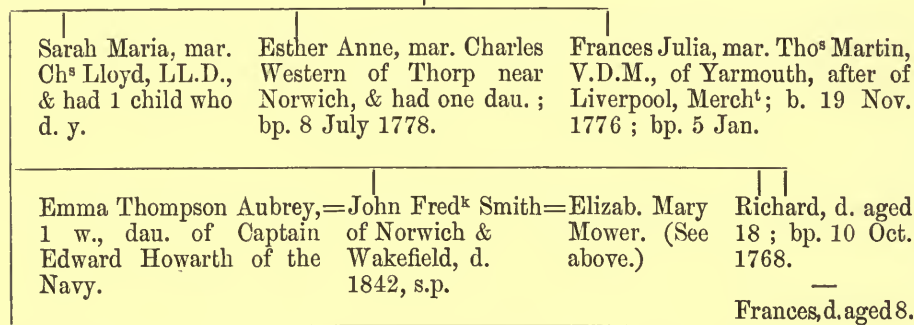 Sarah Maria, mar.
Chˢ Lloyd, LL.D.,
& had 1 child who
d. y.
Esther Anne, mar. Charles
Western of Thorp near
Norwich, & had one dau. ;
bp. 8 July 1778.
Frances Julia, mar. Thoˢ Martin,
V.D.M., of Yarmouth, after of
Liverpool, Merchᵗ; b. 19 Nov.
1776 ; bp. 5 Jan.
Emma Thompson Aubrey,=
1 w., dau. of Captain
Edward Howarth of the
Navy.
John Fredᵏ Smith=
of Norwich &
Wakefield, d.
1842, s.p.
Elizab. Mary
Mower. (See
above.)
Richard, d. aged
18 ; bp. 10 Oct.
1768.
—
Frances, d. aged 8.